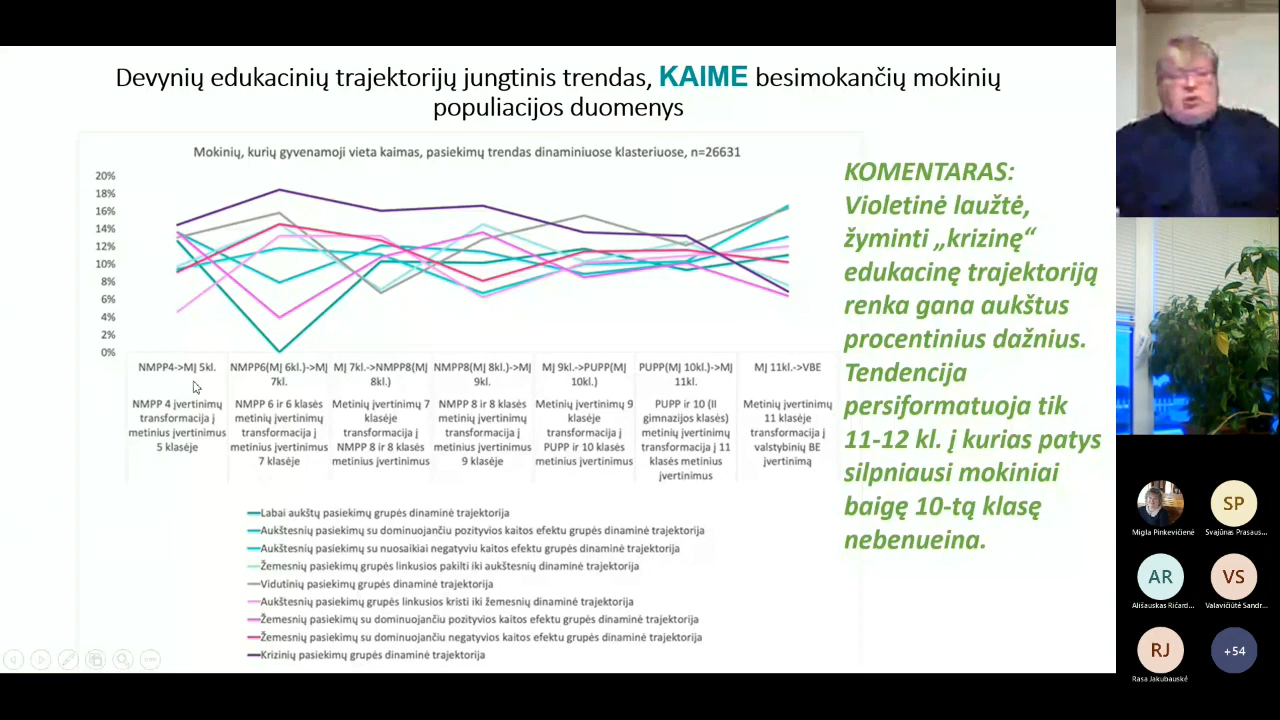 Devynių edukacinių trajektorijų jungtinis trendas, KAIME besimokančių mokinių
populiacijos duomenys
Mokinių, kurių gyvenamoji vieta kaimas, pasiekimų trendas dinaminiuose klasteriuose, n=26631
20%
18%
16%
14%
12%
10%
8%
6%
4%
2%
0%
NMPP4->MJ 5kl.
NMPP 4 įvertinimų
transformacija į
metinius įvertinimus
5 klasėje
NMPP6(MJ 6kl.)->MJ
7kl.
NMPP 6 ir 6 klasės
metinių įvertinimų
transformacija į
metinius įvertinimus
7 klasėje
MJ 7kl.->NMPP8(MJ
8kl.)
Metinių įvertinimų 7
klasėje
transformacija į
NMPP 8 ir 8 klasės
metinius įvertinimus
NMPP8(MJ 8kl.)->MJ
9kl.
NMPP 8 ir 8 klasės
metinių įvertinimų
transformacija į
metinius įvertinimus
9 klasėje
MJ 9kl.->PUPP(MJ
10kl.)
Metinių įvertinimų 9
klasėje
transformacija į
PUPP ir 10 klasės
metinius įvertinimus
PUPP(MJ 10kl.)->MJ
11kl.
PUPP ir 10 (II
gimnazijos klasės)
metinių įvertinimų
transformacija į 11
klasės metinius
įvertinimus
MJ 11kl.->VBE
Metinių įvertinimų
11 klasėje
transformacija į
valstybinių BE
įvertinimą
Labai aukštų pasiekimų grupės dinaminė trajektorija
Aukštesnių pasiekimų su dominuojančiu pozityvios kaitos efektu grupės dinaminė trajektorija
Aukštesnių pasiekimų su nuosaikiai negatyviu kaitos efektu grupės dinaminė trajektorija
Žemesnių pasiekimų grupės linkusios pakilti iki aukštesnių dinaminė trajektorija
Vidutinių pasiekimų grupės dinaminė trajektorija
Aukštesnių pasiekimų grupės linkusios kristi iki žemesnių dinaminė trajektorija
Žemesnių pasiekimų su dominuojančiu pozityvios kaitos efektu grupės dinaminė trajektorija
Žemesnių pasiekimų su dominuojančiu negatyvios kaitos efektu grupės dinaminė trajektorija
Krizinių pasiekimų grupės dinaminė trajektorija
KOMENTARAS:
Violetinė laužtė,
žyminti „krizinę“
edukacinę trajektoriją
renka gana aukštus
procentinius dažnius.
Tendencija
persiformatuoja tik
11-12 kl. į kurias patys
silpniausi mokiniai
baigę 10-tą klasę
nebenueina.
Migla Pinkevičienė
SP
Svajūnas Prasaus...
AR
Ališauskas Ričard...
VS
Valavičiūtė Sandr...
RJ
Rasa Jakubauskė
+54